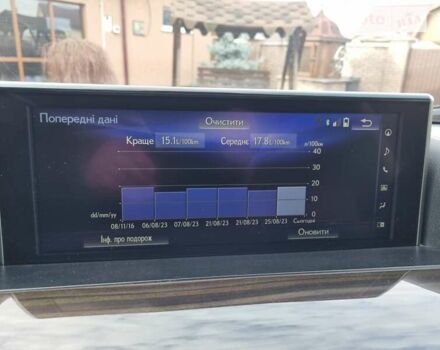 Попередні дані
Очистити
Краще 15.1L/100km Середнє 17.8L/100km л/100км
40
30
20
10
0
dd/mm/yy
08/11/16 06/08/23 07/08/23 21/08/23 21/08/23 25/08/23 Сьогодні
Інф. про подорож
Оновити